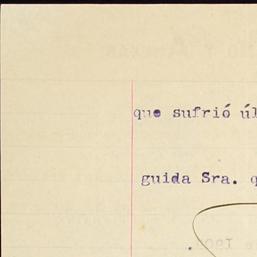 que sufrió úl
guida Sra. q